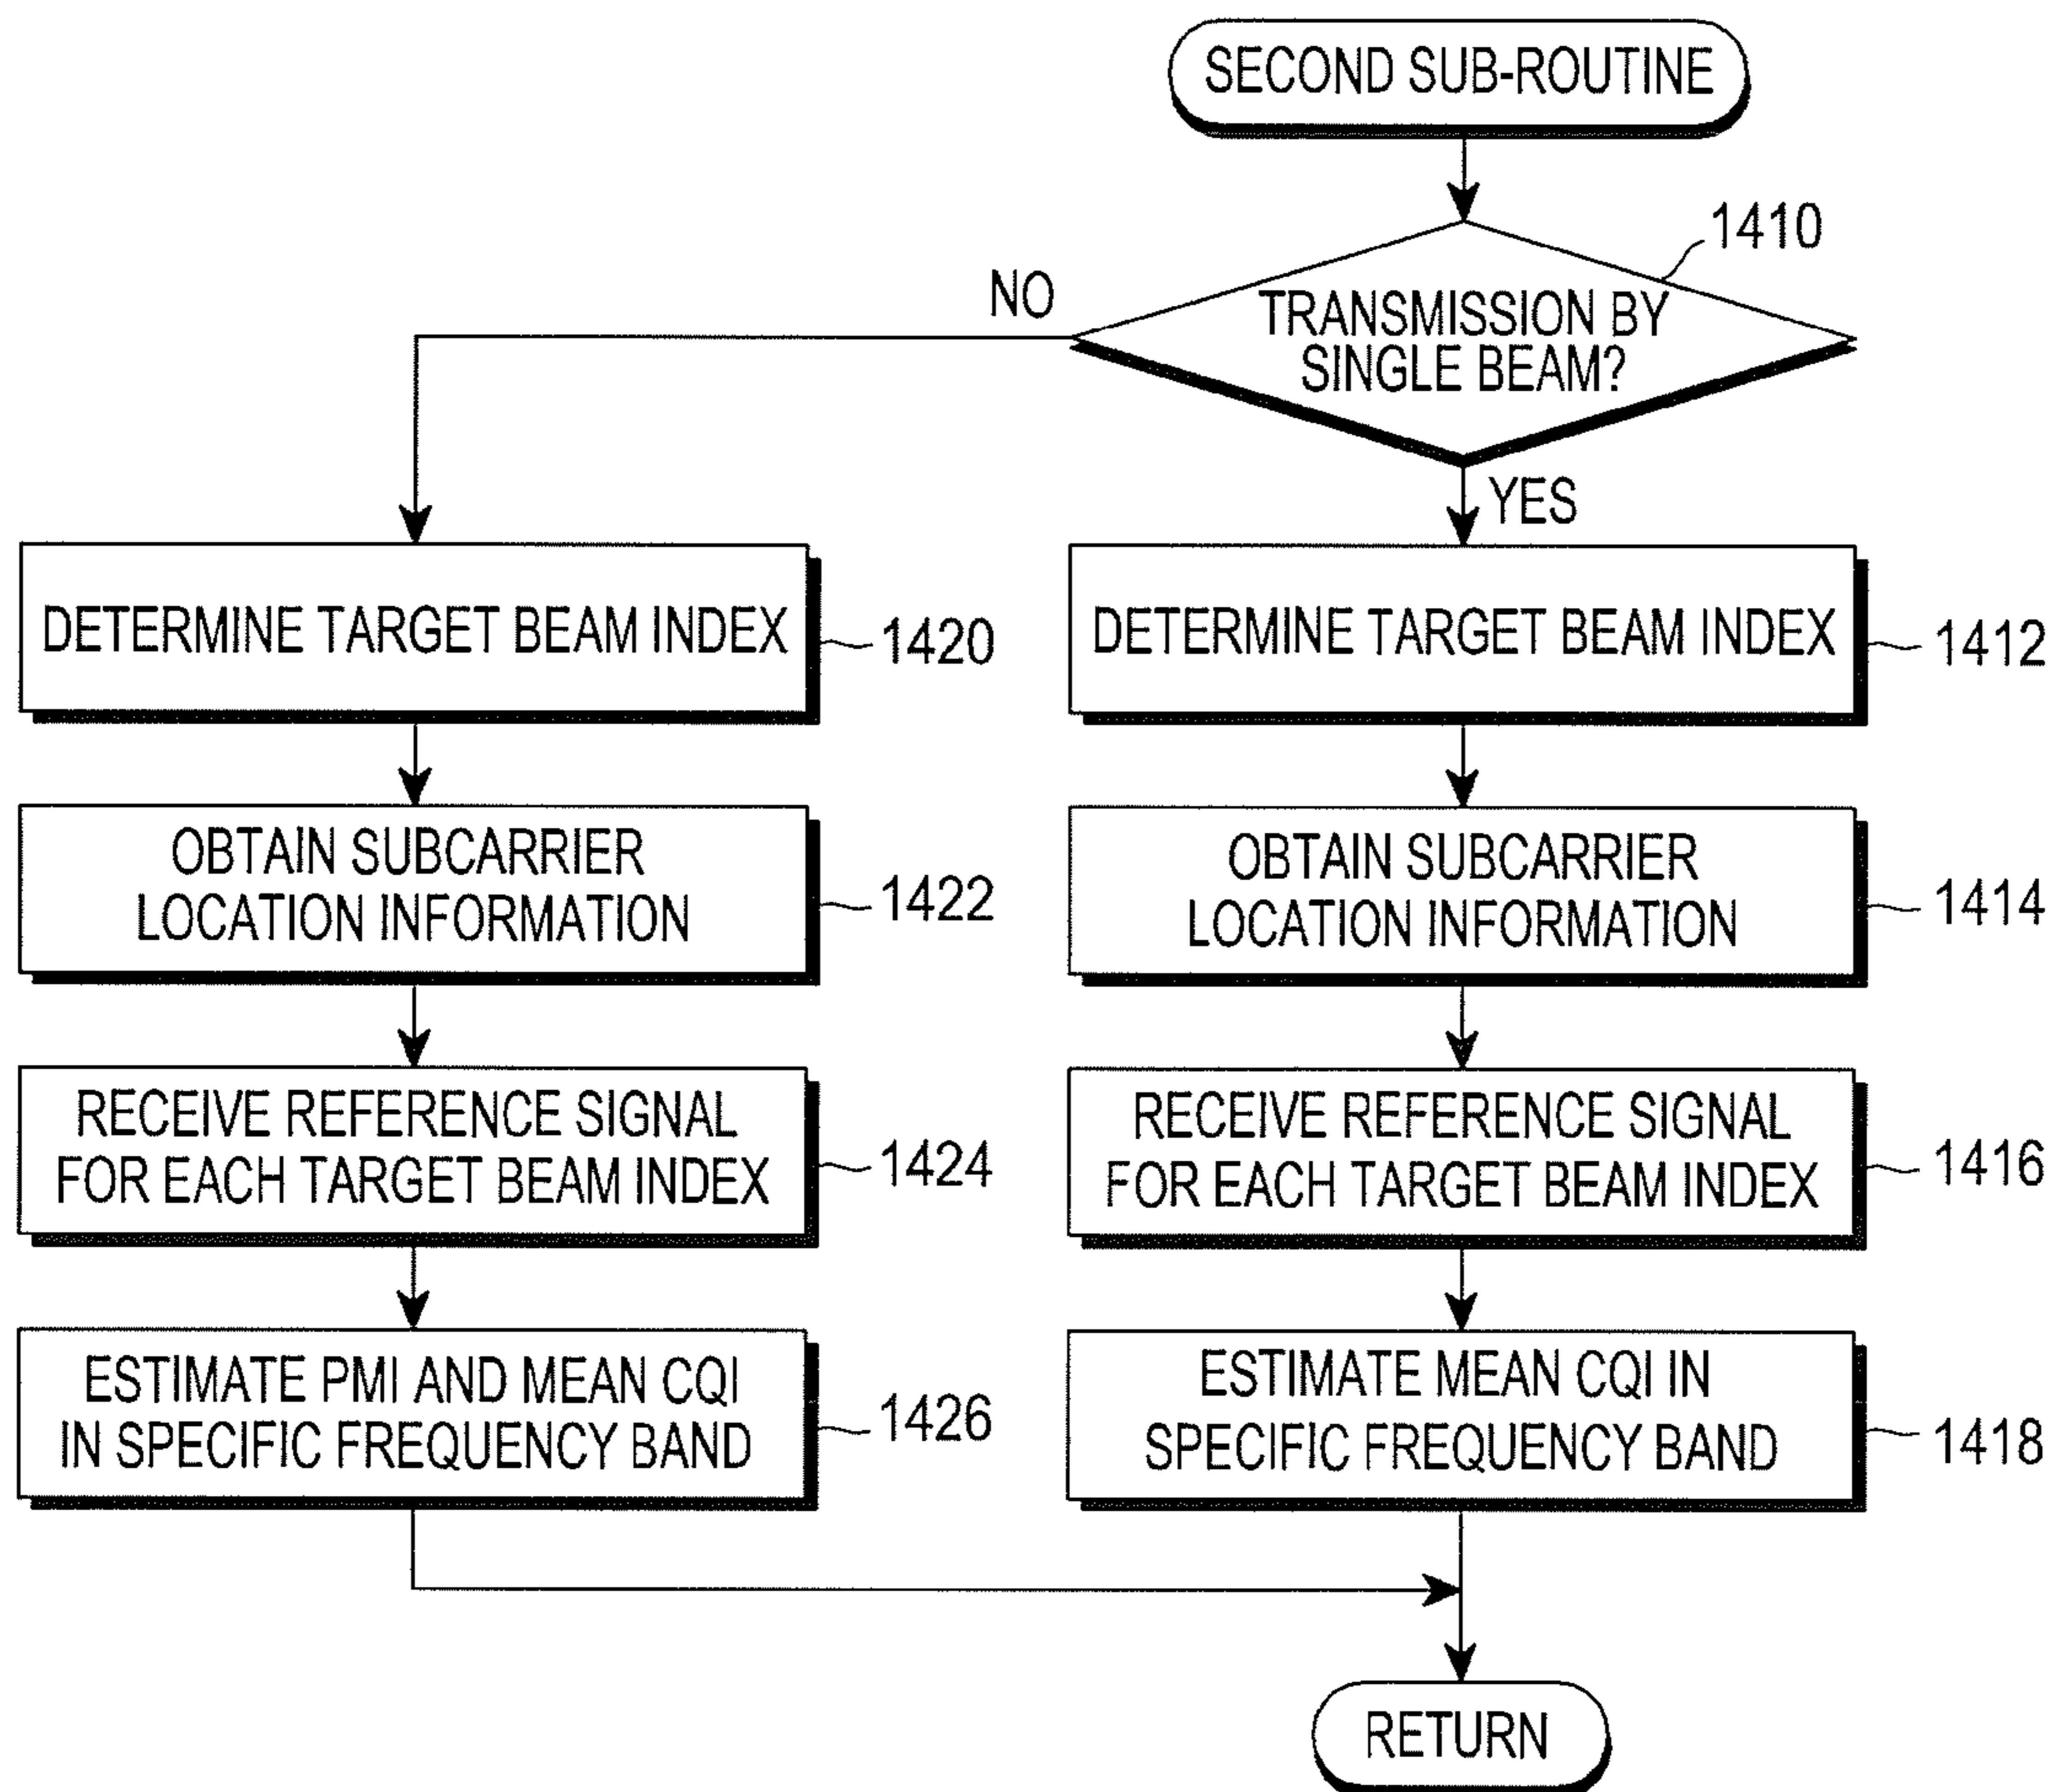 SECOND SUB-ROUTINE
1410
TRANSMISSION BY
SINGLE BEAM?
NO
YES
DETERMINE TARGET BEAM INDEX
1420
OBTAIN SUBCARRIER
LOCATION INFORMATION
1422
RECEIVE REFERENCE SIGNAL
FOR EACH TARGET BEAM INDEX
1424
ESTIMATE PMI AND MEAN CQI
IN SPECIFIC FREQUENCY BAND
1426
DETERMINE TARGET BEAM INDEX
1412
OBTAIN SUBCARRIER
LOCATION INFORMATION
1414
RECEIVE REFERENCE SIGNAL
FOR EACH TARGET BEAM INDEX
1416
ESTIMATE MEAN CQI IN
SPECIFIC FREQUENCY BAND
1418
RETURN